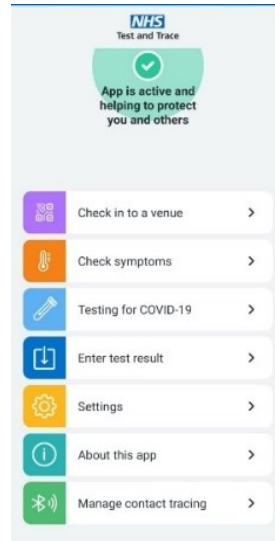 NHS
Test and Trace
App is active and
helping to protect
you and others
Check in to a venue
Check symptoms
Testing for COVID-19
Enter test result
Settings
About this app
Manage contact tracing